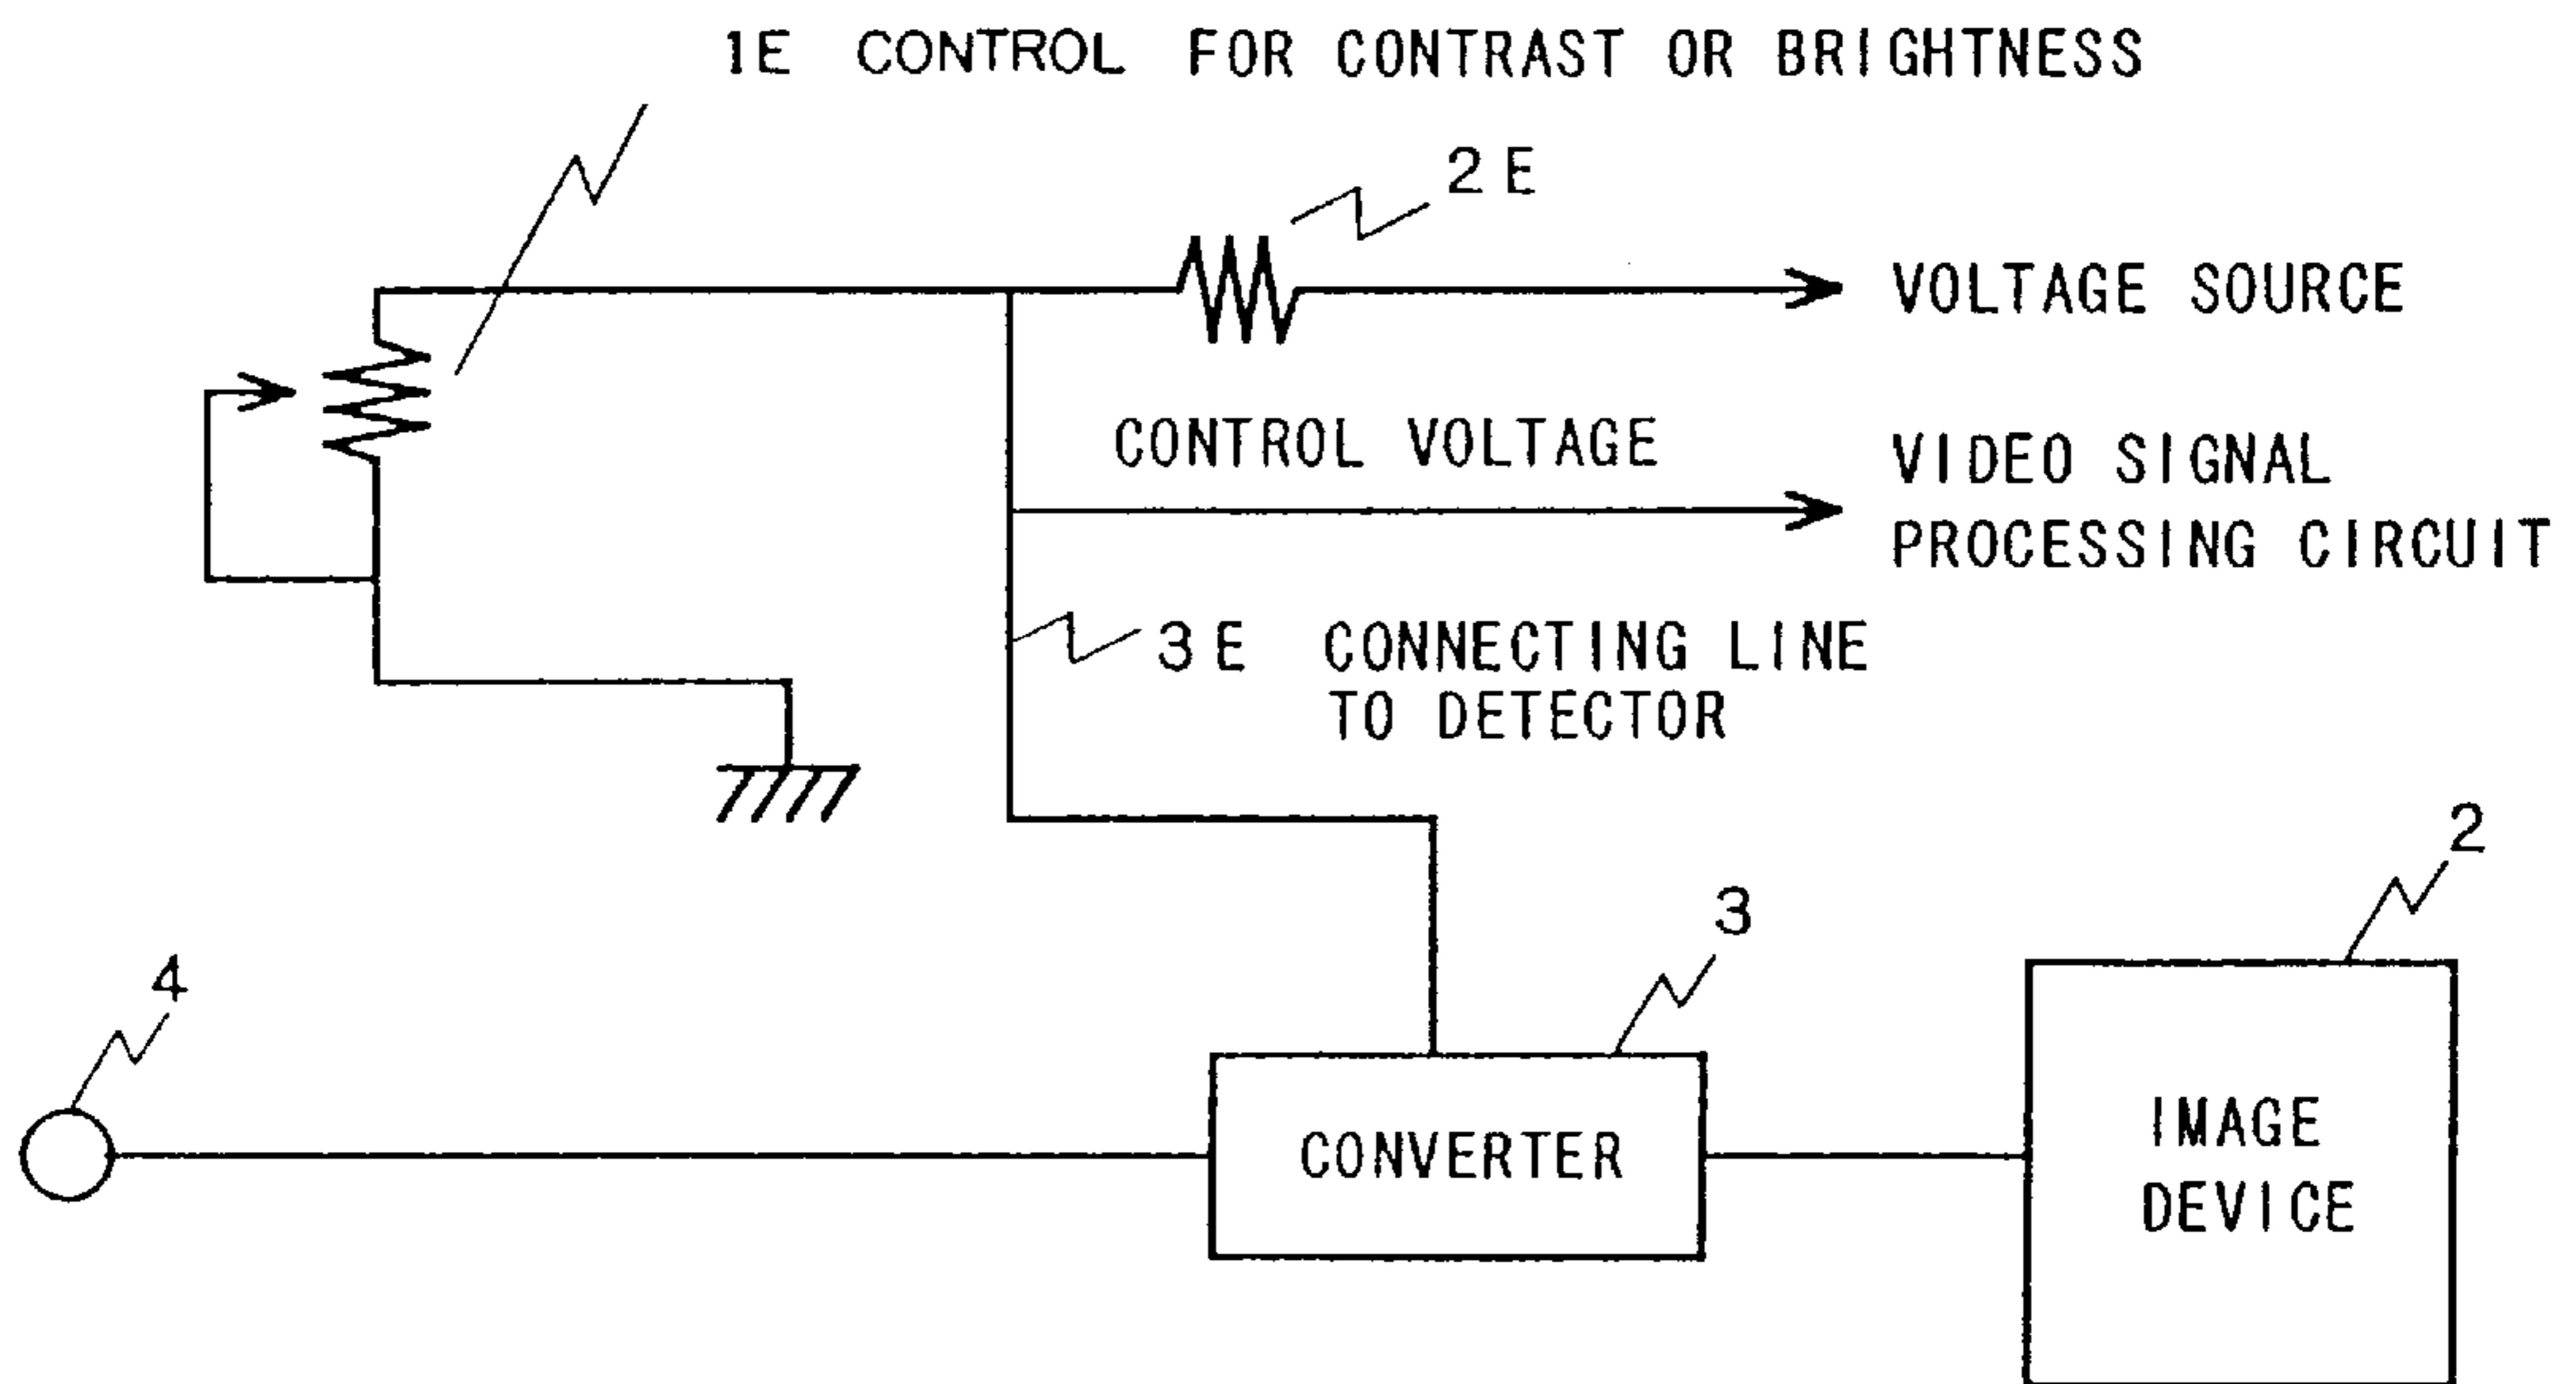 1E CONTROL FOR CONTRAST OR BRIGHTNESS
2E
VOLTAGE SOURCE
CONTROL VOLTAGE
VIDEO SIGNAL
PROCESSING CIRCUIT
3E CONNECTING LINE
TO DETECTOR
2
3
4
CONVERTER
IMAGE
DEVICE